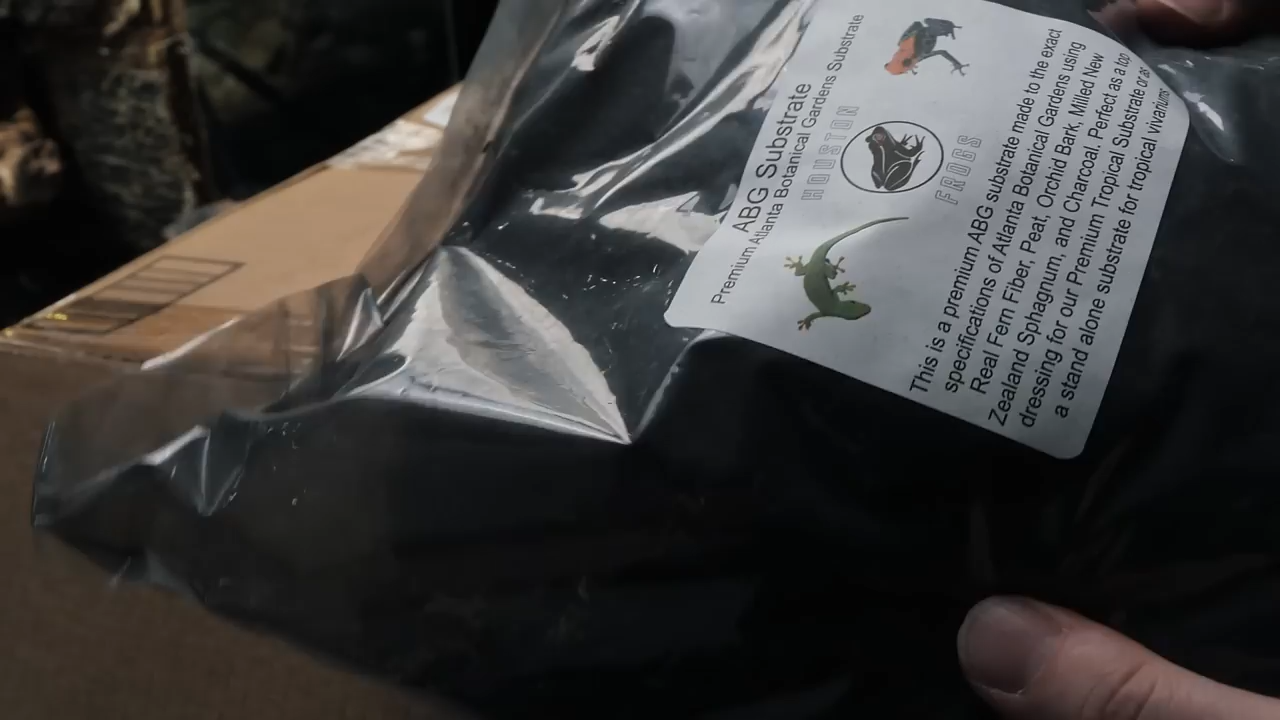 ABG Substrate
Premium Atlanta Botanical Gardens Substrate
HOUSTON
FROGS
This is a premium ABG substrate made to the exact
specifications of Atlanta Botanical Gardens using
Real Fern Fiber, Peat, Orchid Bark, Milled New
Zealand Sphagnum, and Charcoal. Perfect as a top
dressing for our Premium Tropical Substrate or as
a stand alone substrate for tropical vivariums